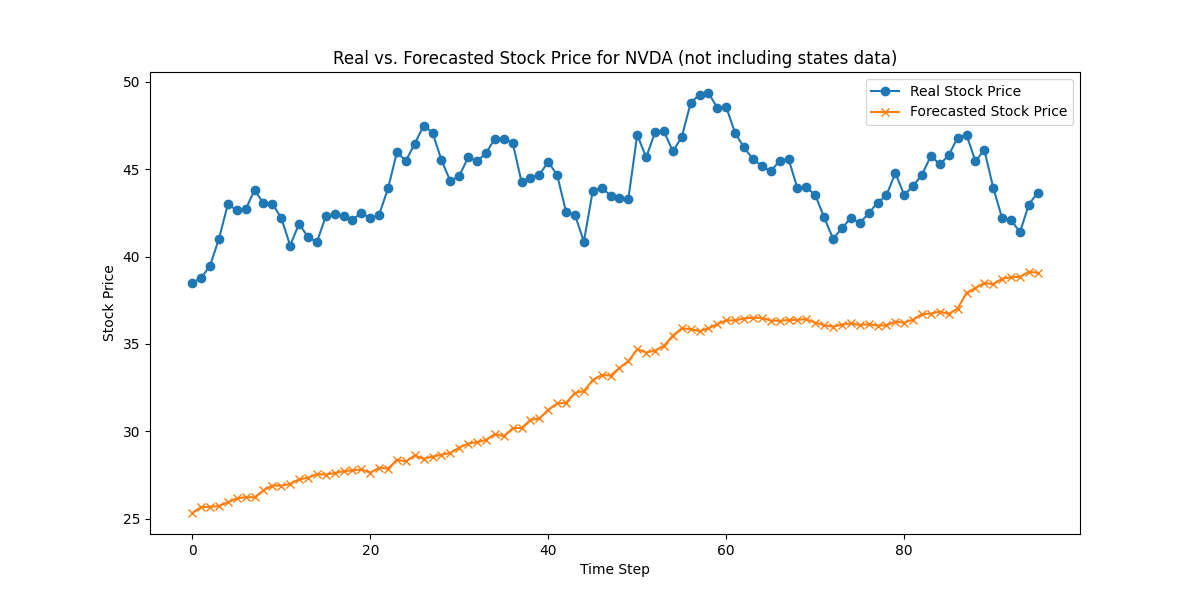 Real vs. Forecasted Stock Price for NVDA (not including states data)
Real Stock Price
Forecasted Stock Price
Stock Price
50
45
40
35
30
25
0 20 40 60 80
Time Step